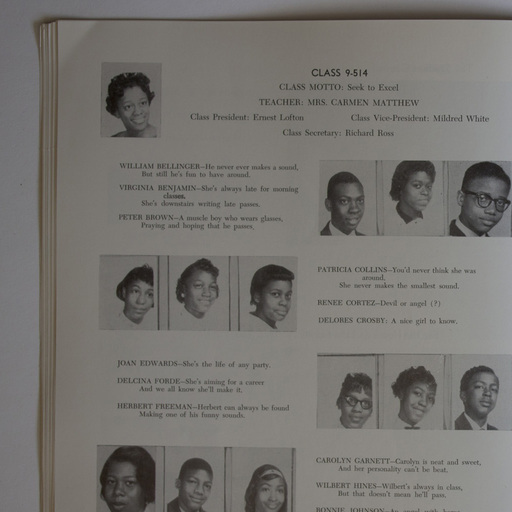 CLASS 9-514
CLASS MOTTO: Seek to Excel
TEACHER: MRS. CARMEN MATTHEW
Class President: Ernest Lofton Class Vice-President: Mildred White
Class Secretary: Richard Ross
WILLIAM BELLINGER—He never ever makes a sound,
But still he's fun to have around.
VIRGINIA BENJAMIN—She's always late for morning
classes.
She's downstairs writing late passes.
PETER BROWN—A muscle boy who wears glasses,
Praying and hoping that he passes.
PATRICIA COLLINS—You'd never think she was
around.
She never makes the smallest sound.
RENEE CORTEZ—Devil or angel (?)
DELORES CROSBY: A nice girl to know.
JOAN EDWARDS—She's the life of any party.
DELCINA FORDE—She's aiming for a career
And we all know she'll make it.
HERBERT FREEMAN—Herbert can always be found
Making one of his funny sounds.
CAROLYN GARNETT—Carolyn is neat and sweet,
And her personality can't be beat.
WILBERT HINES—Wilbert's always in class,
But that doesn't mean he'll pass.
BONNIE JOHNSON—An angel with